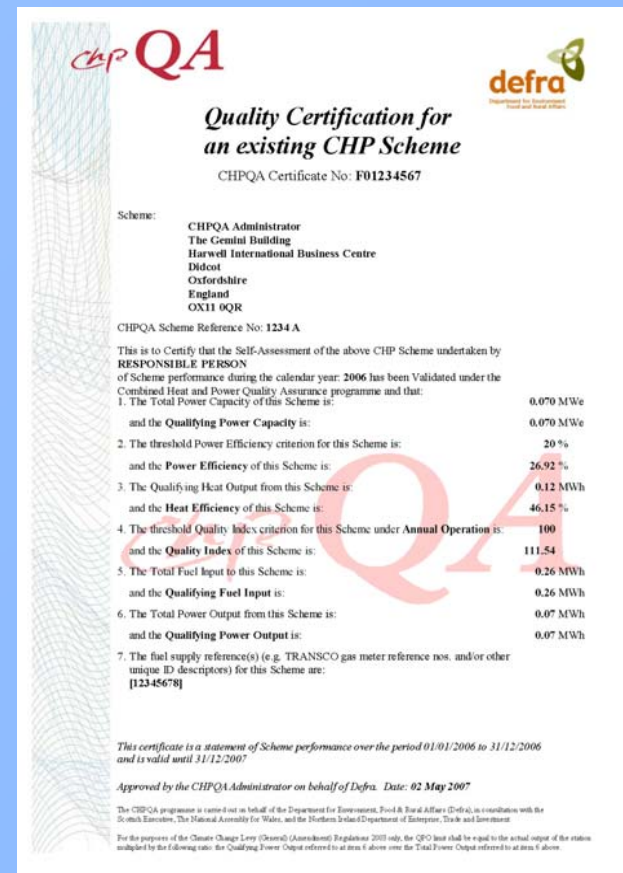 chp QA
defra
Department for Environment
Food and Rural Affairs
Quality Certification for
an existing CHP Scheme
CHPQA Certificate No: F01234567
Scheme:
CHPQA Administrator
The Gemini Building
Harwell International Business Centre
Didcot
Oxfordshire
England
OX11 0QR
CHPQA Scheme Reference No: 1234 A
This is to Certify that the Self-Assessment of the above CHP Scheme undertaken by
RESPONSIBLE PERSON
of Scheme performance during the calendar year: 2006 has been Validated under the
Combined Heat and Power Quality Assurance programme and that:
1. The Total Power Capacity of this Scheme is: 0.070 MWe
and the Qualifying Power Capacity is: 0.070 MWe
2. The threshold Power Efficiency criterion for this Scheme is: 20 %
and the Power Efficiency of this Scheme is: 26.92 %
3. The Qualifying Heat Output from this Scheme is: 0.12 MWh
and the Heat Efficiency of this Scheme is: 46.15 %
4. The threshold Quality Index criterion for this Scheme under Annual Operation is: 100
and the Quality Index of this Scheme is: 111.54
5. The Total Fuel Input to this Scheme is: 0.26 MWh
and the Qualifying Fuel Input is: 0.26 MWh
6. The Total Power Output from this Scheme is: 0.07 MWh
and the Qualifying Power Output is: 0.07 MWh
7. The fuel supply reference(s) (e.g. TRANSCO gas meter reference nos. and/or other
unique ID descriptors) for this Scheme are:
[12345678]
chp QA
This certificate is a statement of Scheme performance over the period 01/01/2006 to 31/12/2006
and is valid until 31/12/2007
Approved by the CHPQA Administrator on behalf of Defra. Date: 02 May 2007
The CHPQA programme is carried out on behalf of the Department for Environment, Food & Rural Affairs (Defra), in consultation with the
Scottish Executive, The National Assembly for Wales, and the Northern Ireland Department of Enterprise, Trade and Investment
For the purposes of the Climate Change Levy (General) (Amendment) Regulations 2003 only, the QPO limit shall be equal to the actual output of the station
multiplied by the following ratio: the Qualifying Power Output referred to at item 6 above over the Total Power Output referred to at item 6 above.